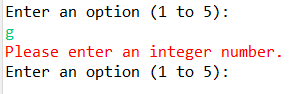 Enter an option (1 to 5):
g
Please enter an integer number.
Enter an option (1 to 5):